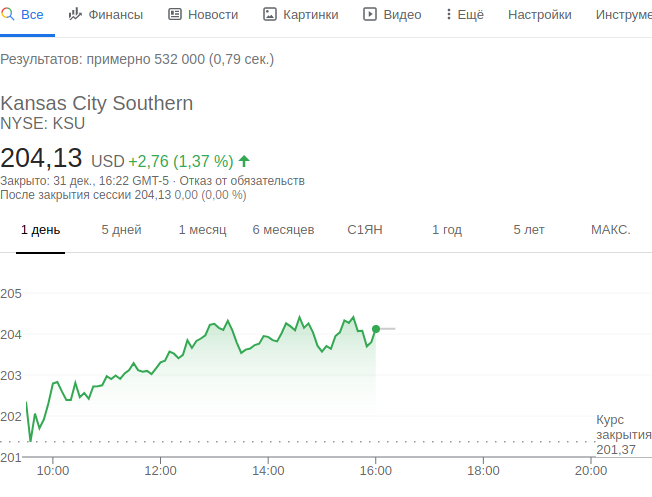 Все Финансы Новости Картинки Видео Ещё Настройки Инструме
Результатов: примерно 532 000 (0,79 сек.)
Kansas City Southern
NYSE: KSU
204,13 USD +2,76 (1,37 %)
Закрыто: 31 дек., 16:22 GMT-5 · Отказ от обязательств
После закрытия сессии 204,13 0,00 (0,00 %)
1 день 5 дней 1 месяц 6 месяцев С1ЯН 1 год 5 лет МАКС.
205
204
203
202
Курс
закрытия
201,37
201
10:00 12:00 14:00 16:00 18:00 20:00